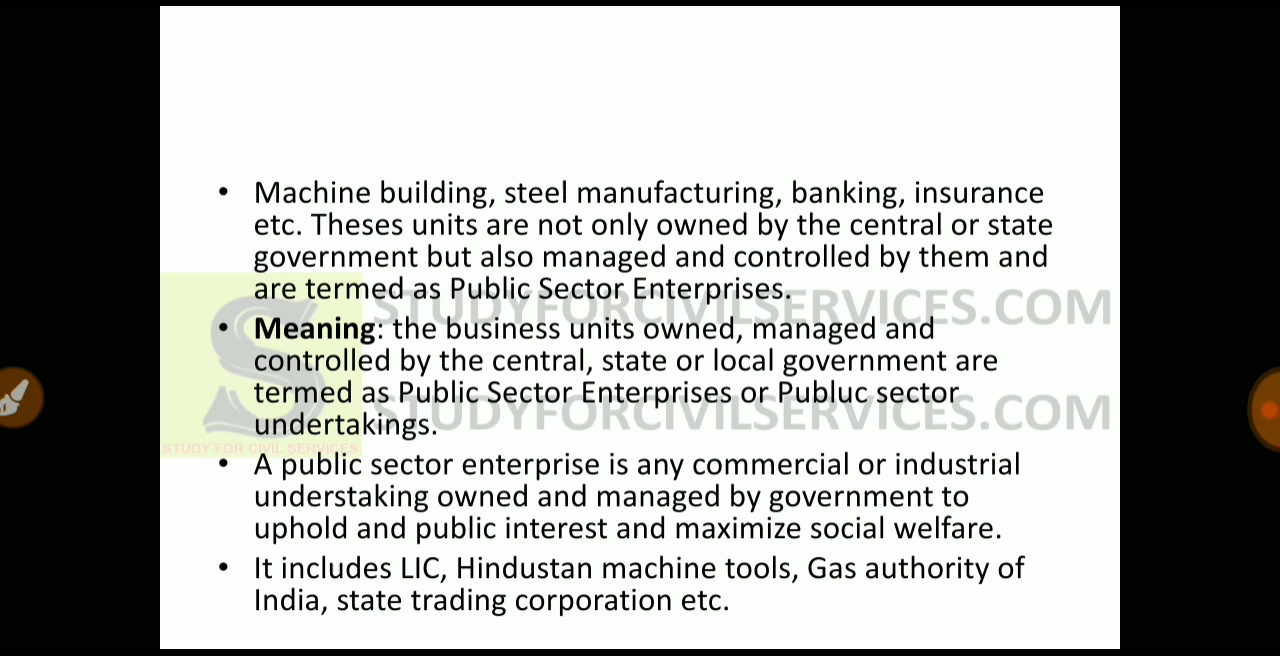 • Machine building, steel manufacturing, banking, insurance
etc. Theses units are not only owned by the central or state
government but also managed and controlled by them and
are termed as Public Sector Enterprises.
• Meaning: the business units owned, managed and
controlled by the central, state or local government are
termed as Public Sector Enterprises or Publuc sector
undertakings.
• A public sector enterprise is any commercial or industrial
understaking owned and managed by government to
uphold and public interest and maximize social welfare.
• It includes LIC, Hindustan machine tools, Gas authority of
India, state trading corporation etc.
STUDYFORCIVILSERVICES.COM
STUDYFORCIVILSERVICES.COM
S
STUDY FOR CIVIL SERVICES